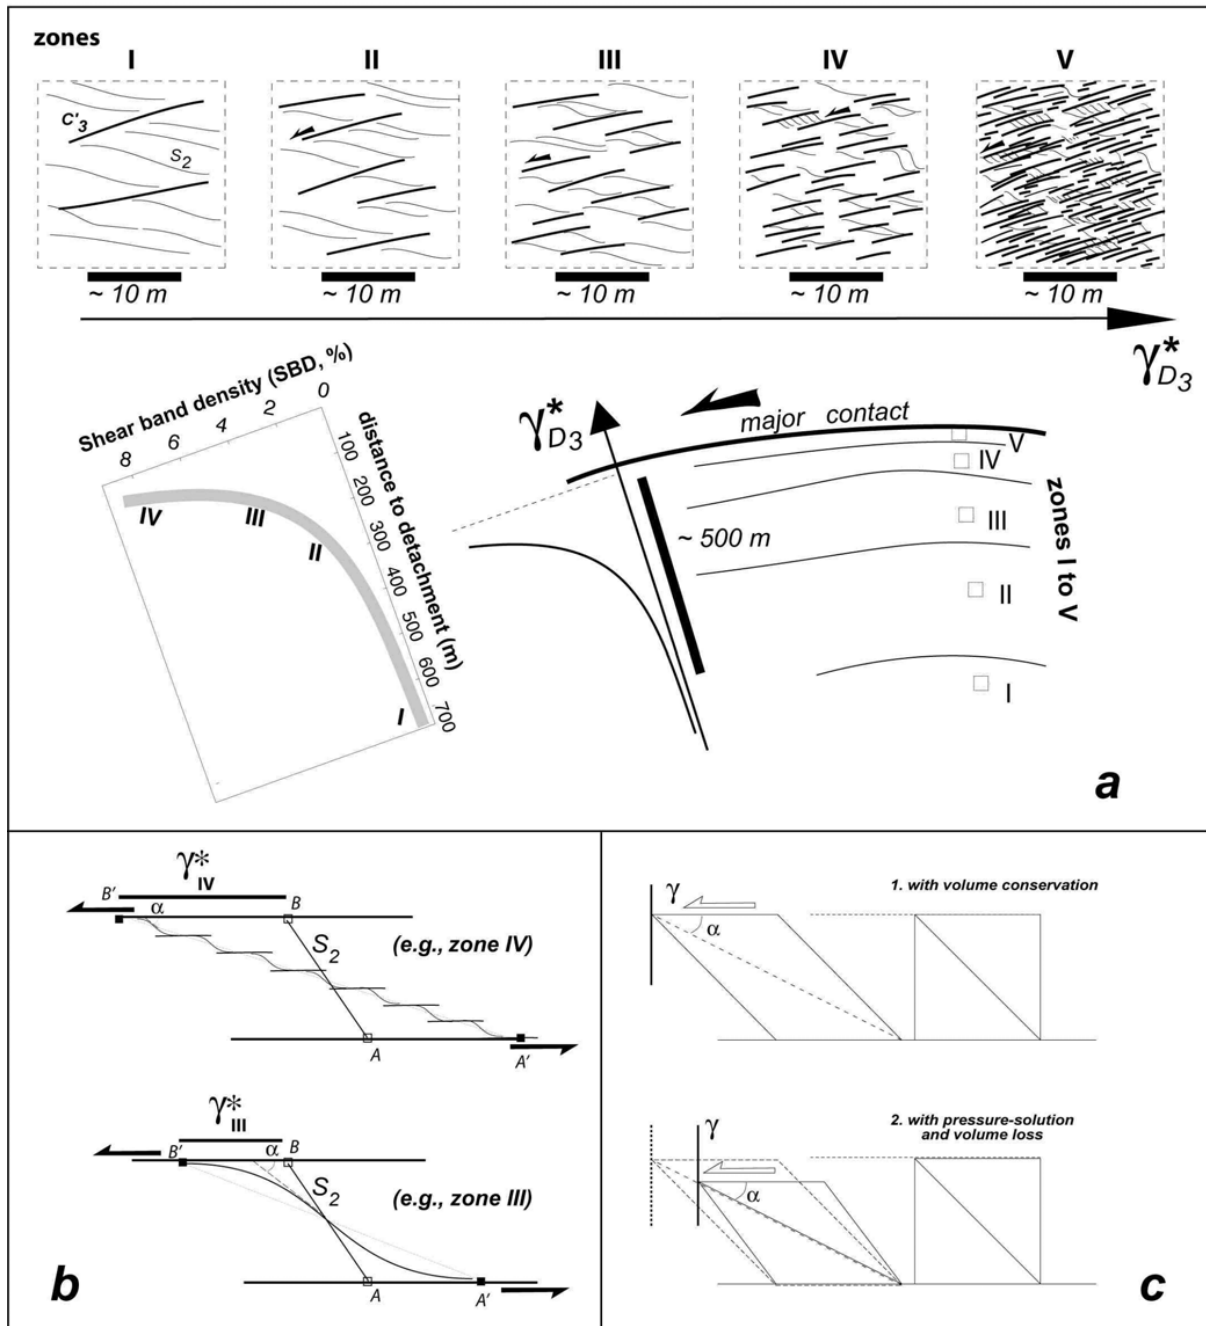 zones
I II III IV V
C'3
S2
~ 10 m ~ 10 m ~ 10 m ~ 10 m ~ 10 m
γ*D3
Shear band density (SBD, %)
8 6 4 2 0
distance to detachment (m)
100
200
300
400
500
600
700
IV III II I
γ*D3
major contact
~ 500 m
V
IV
III
II
I
zones I to V
a
γ*IV
B' α B
S2
(e.g., zone IV)
A A'
γ*III
B' α B
S2
(e.g., zone III)
A A'
b
1. with volume conservation
γ
α
2. with pressure-solution
and volume loss
γ
α
c